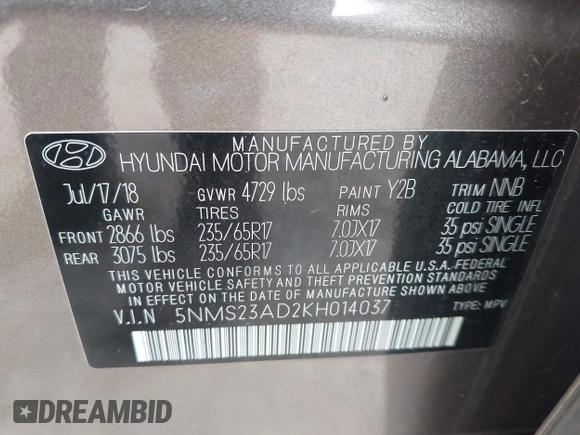 MANUFACTURED BY
HYUNDAI MOTOR MANUFACTURING ALABAMA, LLC
Jul/17/18 GVWR 4729 lbs PAINT Y2B TRIM NNB
GAWR TIRES RIMS COLD TIRE INFL
FRONT 2866 lbs 235/65R17 7.0JX17 35 psi SINGLE
REAR 3075 lbs 235/65R17 7.0JX17 35 psi SINGLE
THIS VEHICLE CONFORMS TO ALL APPLICABLE U.S.A. FEDERAL
MOTOR VEHICLE SAFETY AND THEFT PREVENTION STANDARDS
IN EFFECT ON THE DATE OF MANUFACTURE SHOWN ABOVE.
V.I.N 5NMS23AD2KH014037 TYPE: MPV
DREAMBID